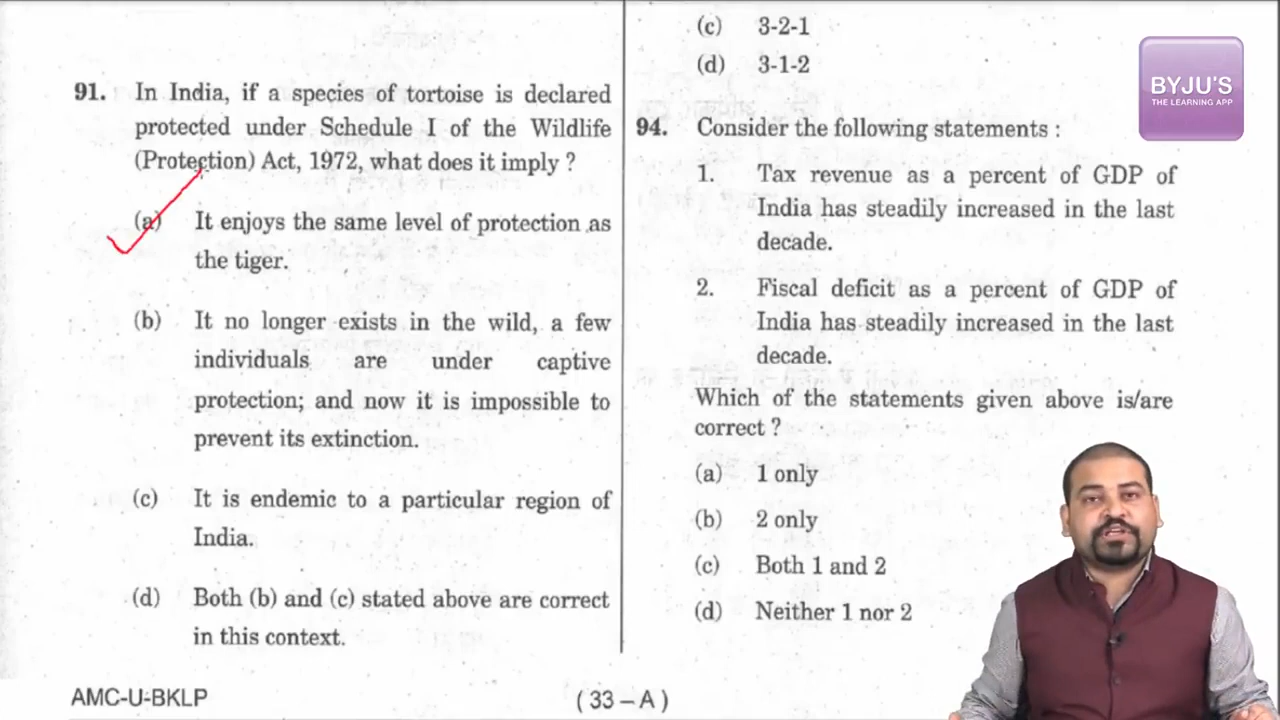 91. In India, if a species of tortoise is declared
protected under Schedule I of the Wildlife
(Protection) Act, 1972, what does it imply ?
(a) It enjoys the same level of protection as
the tiger.
(b) It no longer exists in the wild, a few
individuals are under captive
protection; and now it is impossible to
prevent its extinction.
(c) It is endemic to a particular region of
India.
(d) Both (b) and (c) stated above are correct
in this context.
AMC-U-BKLP
( 33 – A )
(c) 3-2-1
(d) 3-1-2
94. Consider the following statements :
1. Tax revenue as a percent of GDP of
India has steadily increased in the last
decade.
2. Fiscal deficit as a percent of GDP of
India has steadily increased in the last
decade.
Which of the statements given above is/are
correct ?
(a) 1 only
(b) 2 only
(c) Both 1 and 2
(d) Neither 1 nor 2
BYJU'S
THE LEARNING APP